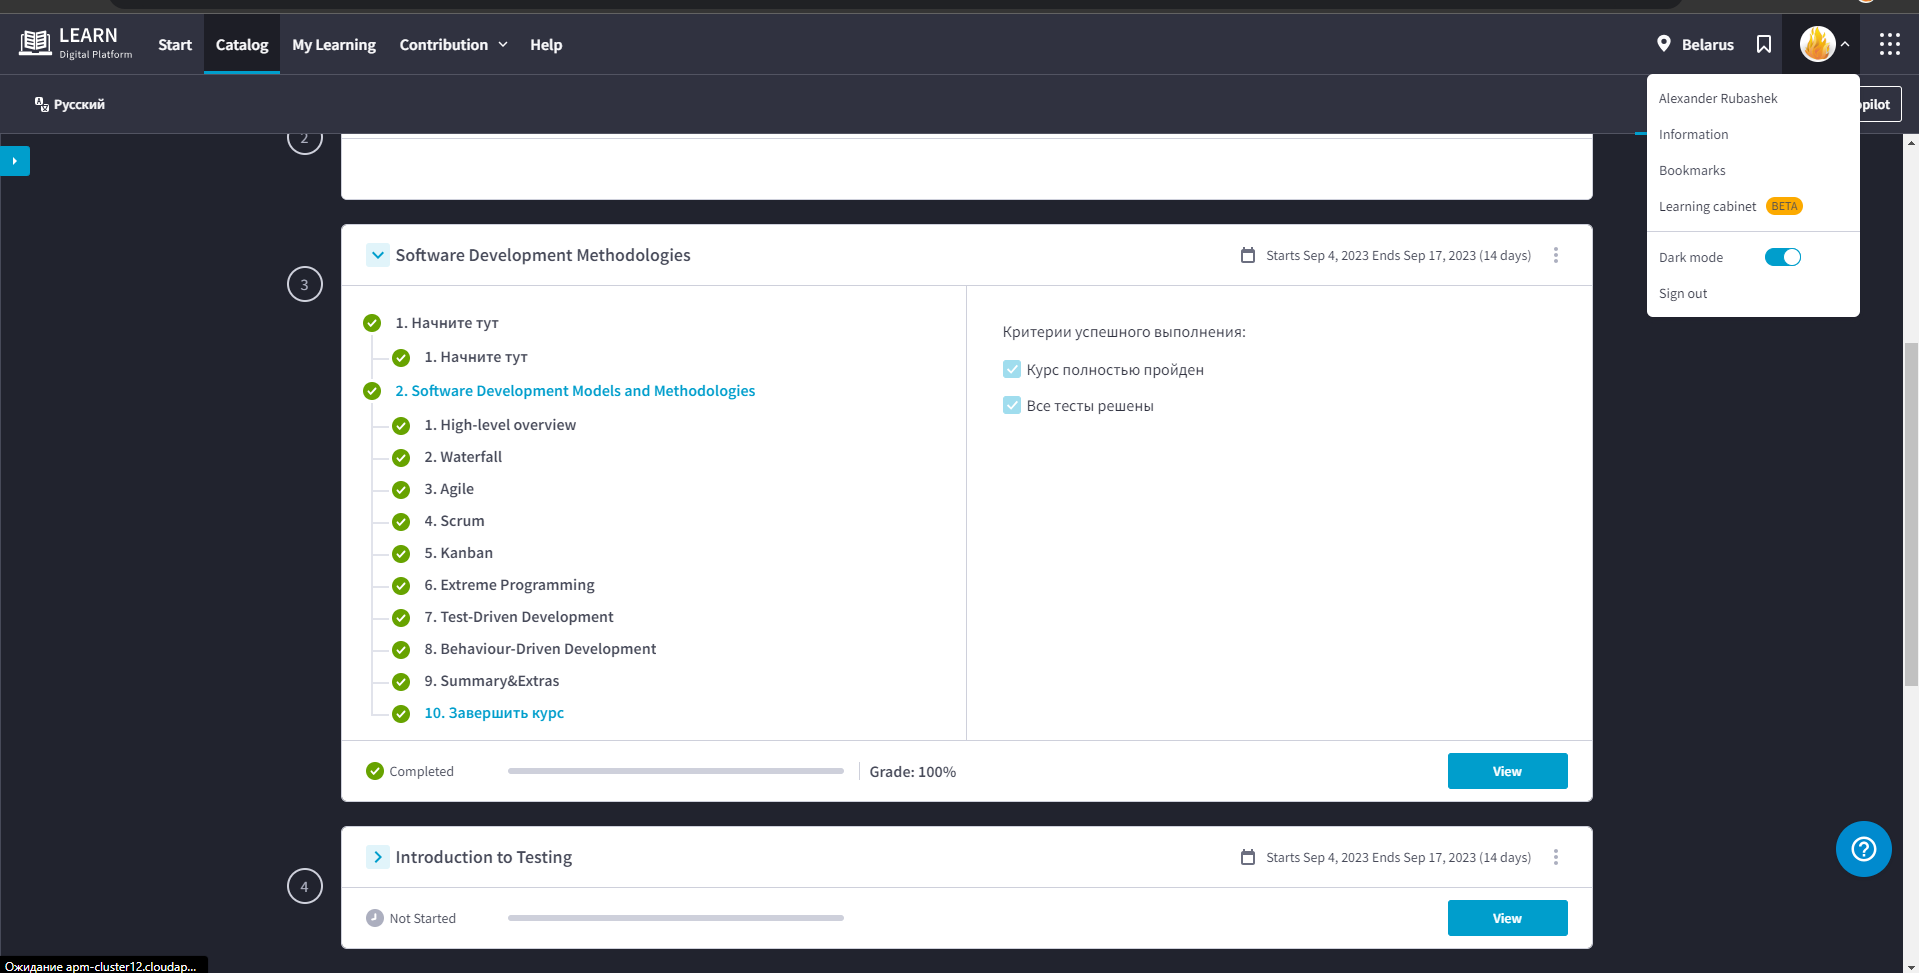 LEARN
Digital Platform
Start
Catalog
My Learning
Contribution
Help
Belarus
Русский
Alexander Rubashek
Information
Bookmarks
Learning cabinet BETA
Dark mode
Sign out
2
3
Software Development Methodologies
Starts Sep 4, 2023 Ends Sep 17, 2023 (14 days)
1. Начните тут
1. Начните тут
2. Software Development Models and Methodologies
1. High-level overview
2. Waterfall
3. Agile
4. Scrum
5. Kanban
6. Extreme Programming
7. Test-Driven Development
8. Behaviour-Driven Development
9. Summary&Extras
10. Завершить курс
Критерии успешного выполнения:
Курс полностью пройден
Все тесты решены
Completed
Grade: 100%
View
4
Introduction to Testing
Starts Sep 4, 2023 Ends Sep 17, 2023 (14 days)
Not Started
View
Ожидание apm-cluster12.cloudap...